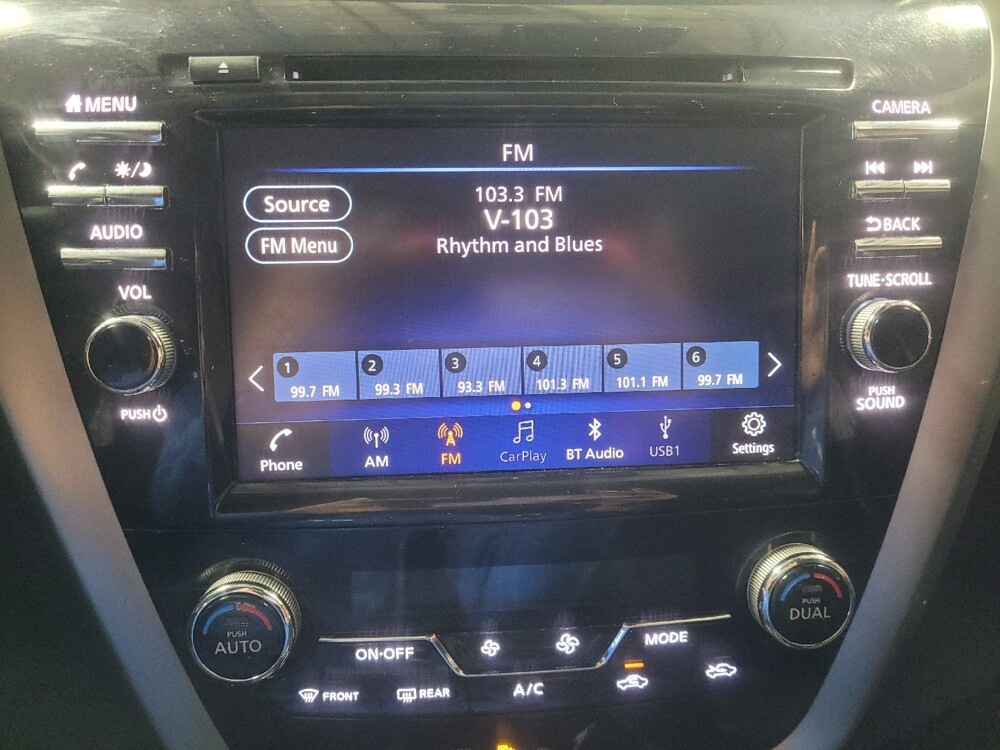 MENU
CAMERA
AUDIO
VOL
PUSH
BACK
TUNE·SCROLL
PUSH
SOUND
FM
Source
FM Menu
103.3 FM
V-103
Rhythm and Blues
1 99.7 FM
2 99.3 FM
3 93.3 FM
4 101.3 FM
5 101.1 FM
6 99.7 FM
Phone
AM
FM
CarPlay
BT Audio
USB1
Settings
PUSH
AUTO
ON·OFF
MODE
PUSH
DUAL
FRONT
REAR
A/C